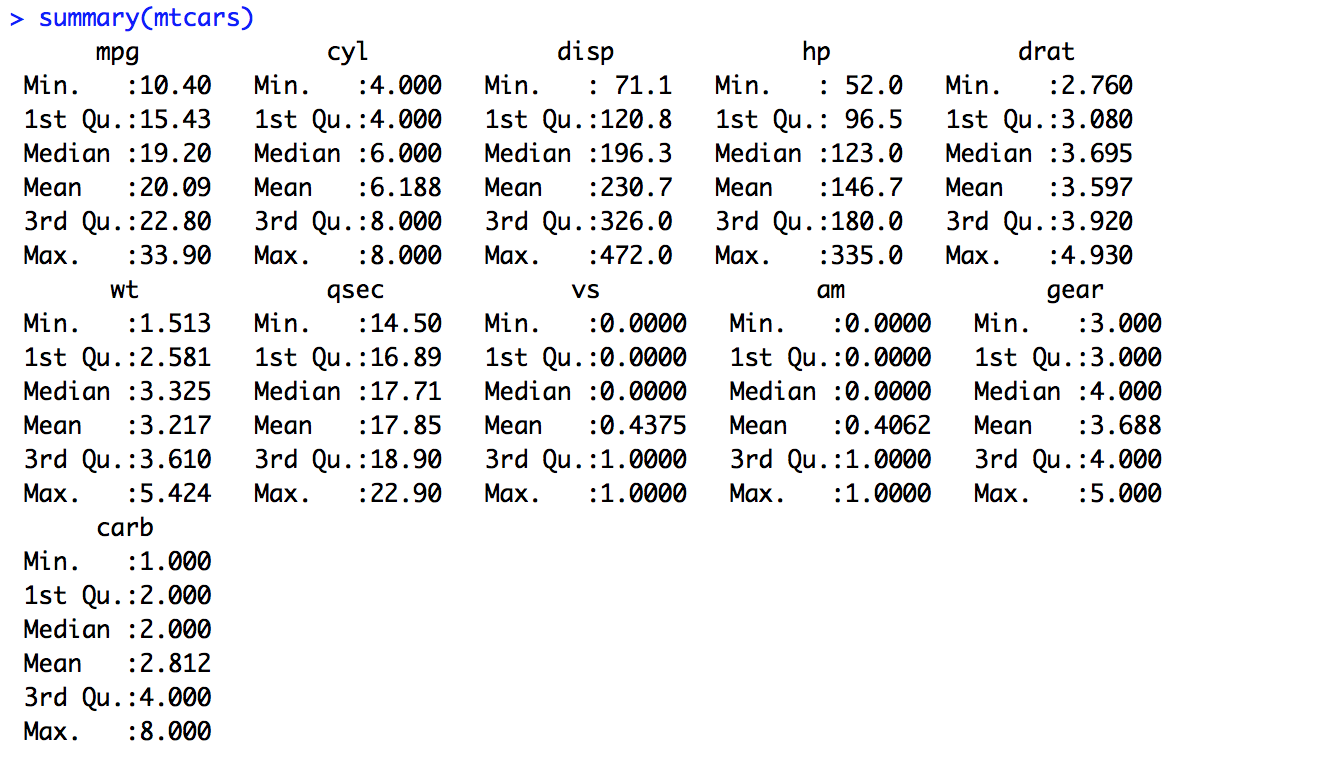 > summary(mtcars)
      mpg             cyl             disp             hp             drat
 Min.   :10.40   Min.   :4.000   Min.   : 71.1   Min.   : 52.0   Min.   :2.760
 1st Qu.:15.43   1st Qu.:4.000   1st Qu.:120.8   1st Qu.: 96.5   1st Qu.:3.080
 Median :19.20   Median :6.000   Median :196.3   Median :123.0   Median :3.695
 Mean   :20.09   Mean   :6.188   Mean   :230.7   Mean   :146.7   Mean   :3.597
 3rd Qu.:22.80   3rd Qu.:8.000   3rd Qu.:326.0   3rd Qu.:180.0   3rd Qu.:3.920
 Max.   :33.90   Max.   :8.000   Max.   :472.0   Max.   :335.0   Max.   :4.930
       wt             qsec             vs               am              gear
 Min.   :1.513   Min.   :14.50   Min.   :0.0000   Min.   :0.0000   Min.   :3.000
 1st Qu.:2.581   1st Qu.:16.89   1st Qu.:0.0000   1st Qu.:0.0000   1st Qu.:3.000
 Median :3.325   Median :17.71   Median :0.0000   Median :0.0000   Median :4.000
 Mean   :3.217   Mean   :17.85   Mean   :0.4375   Mean   :0.4062   Mean   :3.688
 3rd Qu.:3.610   3rd Qu.:18.90   3rd Qu.:1.0000   3rd Qu.:1.0000   3rd Qu.:4.000
 Max.   :5.424   Max.   :22.90   Max.   :1.0000   Max.   :1.0000   Max.   :5.000
      carb
 Min.   :1.000
 1st Qu.:2.000
 Median :2.000
 Mean   :2.812
 3rd Qu.:4.000
 Max.   :8.000